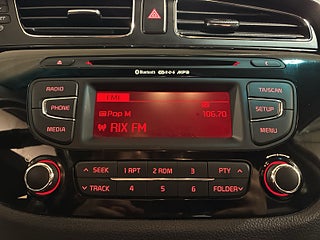 Bluetooth MP3
RADIO
TA/SCAN
FM1
PHONE
Pop M
106.70
SETUP
RIX FM
MEDIA
MENU
SEEK 1 RPT 2 RDM 3 PTY
TRACK 4 5 6 FOLDER